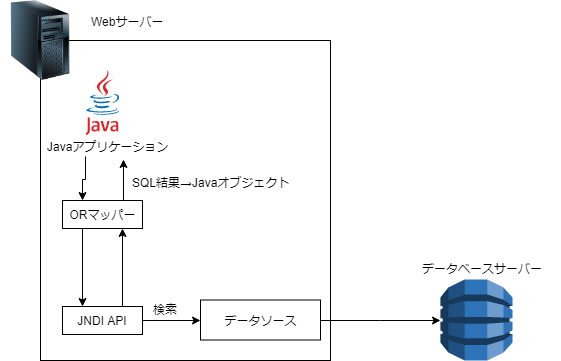 Webサーバー
Java
Javaアプリケーション
SQL結果→Javaオブジェクト
ORマッパー
データベースサーバー
検索
JNDI API
データソース